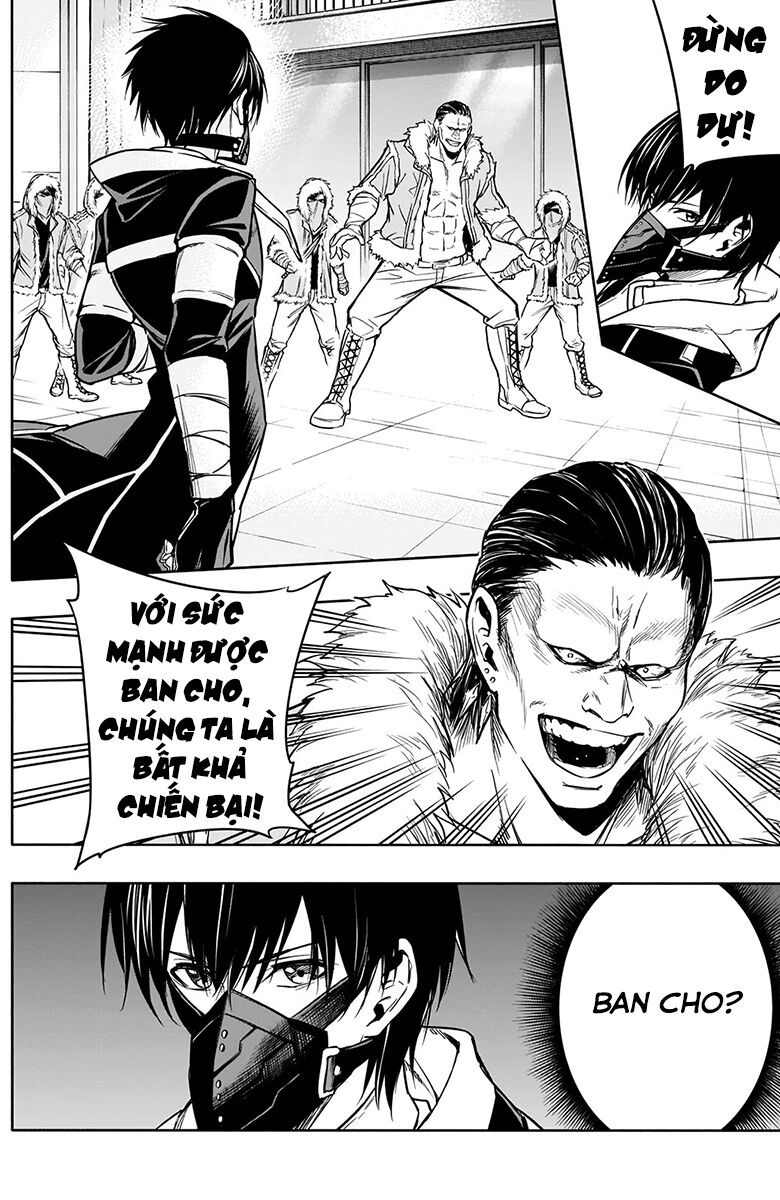 ĐỪNG
DO
DỰ!
VỚI SỨC
MẠNH ĐƯỢC
BAN CHO,
CHÚNG TA LÀ
BẤT KHẢ
CHIẾN BẠI!
BAN CHO?